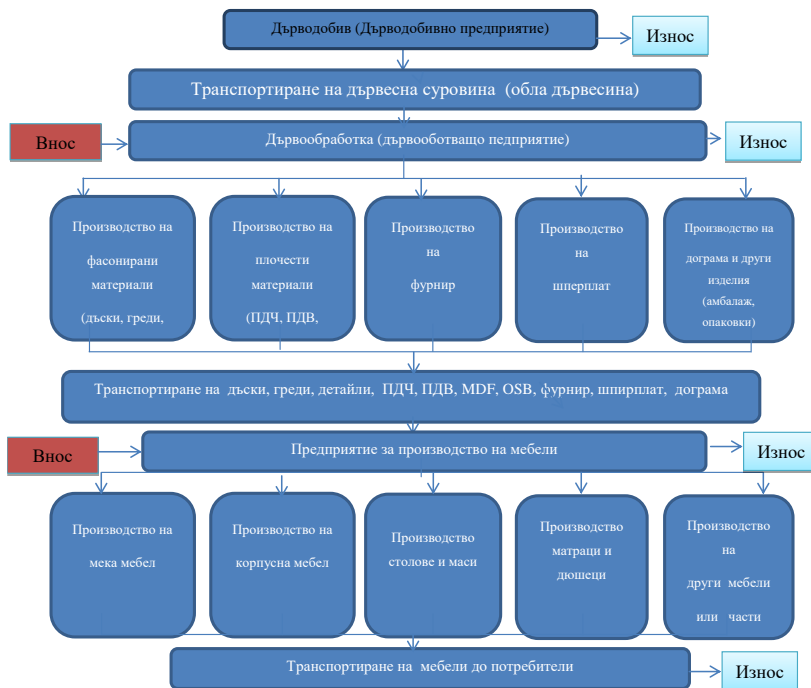 Дърводобив (Дърводобивно предприятие)
Износ
Транспортиране на дървесна суровина (обла дървесина)
Внос
Дървообработка (дървооботващо педприятие)
Износ
Производство на
фасонирани
материали
(дъски, греди,
Производство на
плочести
материали
(ПДЧ, ПДВ,
Производство
на
фурнир
Производство
на
шперплат
Производство на
дограма и други
изделия
(амбалаж,
опаковки)
Транспортиране на дъски, греди, детайли, ПДЧ, ПДВ, MDF, OSB, фурнир, шпирплат, дограма
Внос
Предприятие за производство на мебели
Износ
Производство на
мека мебел
Производство на
корпусна мебел
Производство
столове и маси
Производство
матраци и
дюшеци
Производство
на
други мебели
или части
Транспортиране на мебели до потребители
Износ